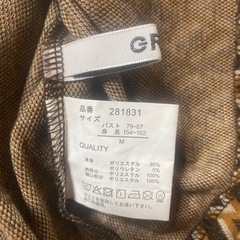 GR
品番 281831
サイズ
バスト 79~87
身長 154~162
M
QUALITY
ポリエステル 95%
ポリウレタン 5%
ポリエステル 100%
ポリエステル 100%